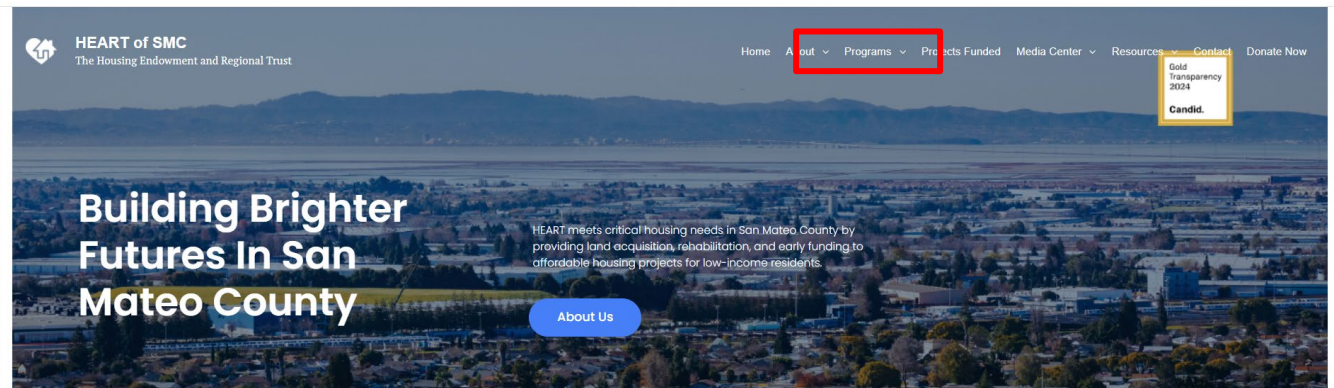 HEART of SMC
The Housing Endowment and Regional Trust
Home About Programs Projects Funded Media Center Resources Contact Donate Now
Gold
Transparency
2024
Candid.
Building Brighter
Futures In San
Mateo County
HEART meets critical housing needs in San Mateo County by
providing land acquisition, rehabilitation, and early funding to
affordable housing projects for low-income residents.
About Us